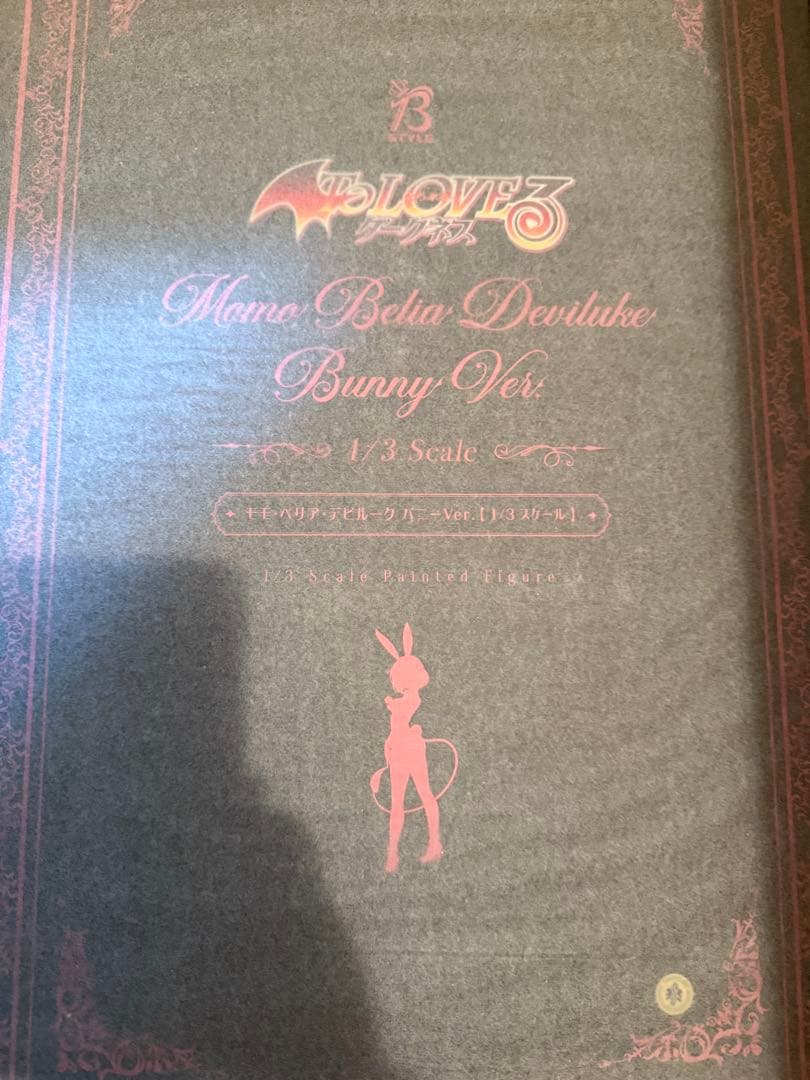 B
STYLE
To LOVEる
ダークネス
Momo Belia Deviluke
Bunny Ver.
1/3 Scale
モモ・ベリア・デビルーク バニーVer.【1/3スケール】
1/3 Scale Painted Figure